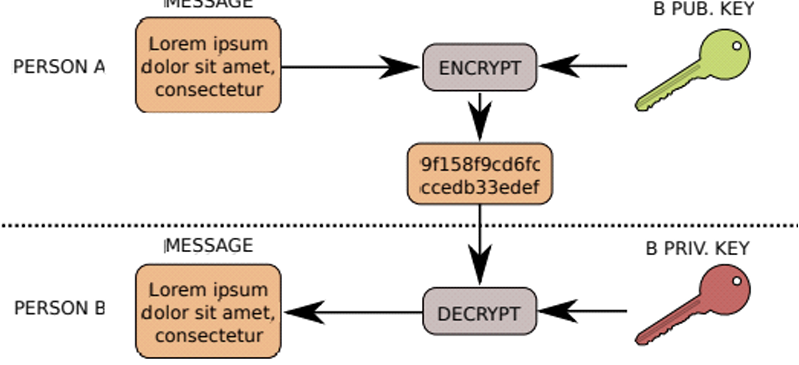 MESSAGE
B PUB. KEY
PERSON A
Lorem ipsum
dolor sit amet,
consectetur
ENCRYPT
9f158f9cd6fc
ccedb33edef
MESSAGE
B PRIV. KEY
PERSON B
Lorem ipsum
dolor sit amet,
consectetur
DECRYPT